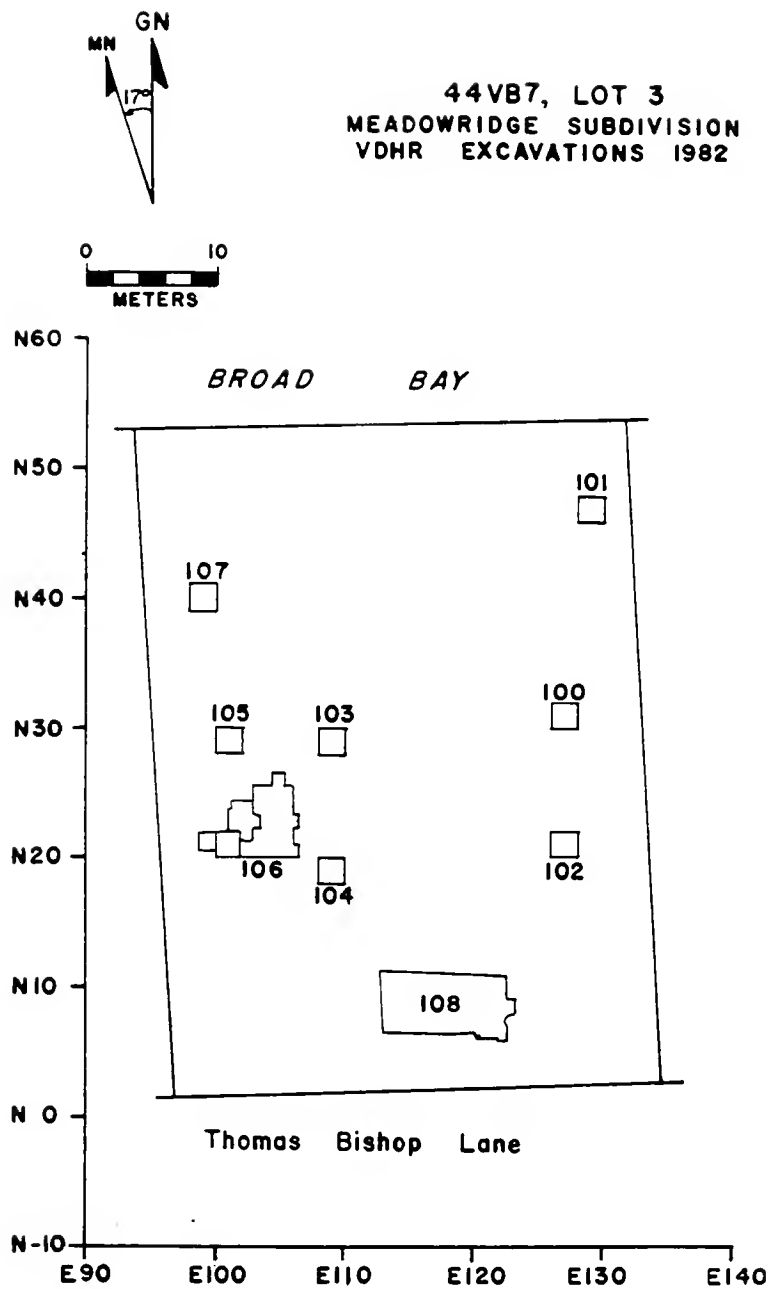 GN
MN
17°
44VB7, LOT 3
MEADOWRIDGE SUBDIVISION
VDHR EXCAVATIONS 1982
0 10
METERS
N60
BROAD BAY
N50
101
107
N40
105 103 100
N30
N20
106 104 102
N10
108
N 0
Thomas Bishop Lane
N-10
E90 E100 E110 E120 E130 E140